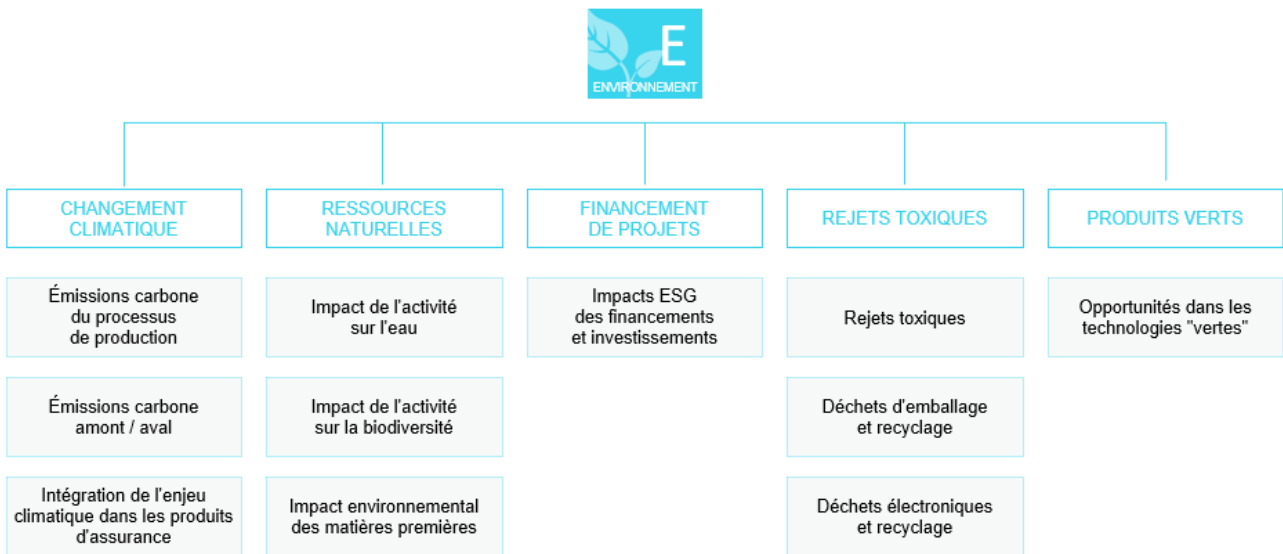 E
ENVIRONNEMENT
CHANGEMENT
CLIMATIQUE
RESSOURCES
NATURELLES
FINANCEMENT
DE PROJETS
REJETS TOXIQUES
PRODUITS VERTS
Émissions carbone
du processus
de production
Impact de l'activité
sur l'eau
Impacts ESG
des financements
et investissements
Rejets toxiques
Opportunités dans les
technologies "vertes"
Émissions carbone
amont / aval
Impact de l'activité
sur la biodiversité
Déchets d'emballage
et recyclage
Intégration de l'enjeu
climatique dans les produits
d'assurance
Impact environnemental
des matières premières
Déchets électroniques
et recyclage